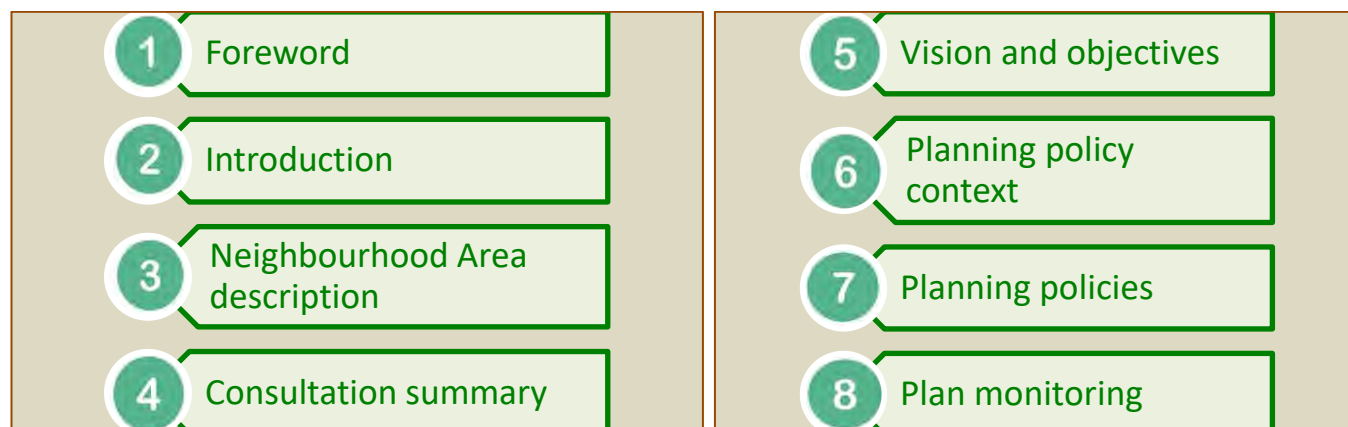 1 Foreword
2 Introduction
3 Neighbourhood Area
description
4 Consultation summary
5 Vision and objectives
6 Planning policy
context
7 Planning policies
8 Plan monitoring